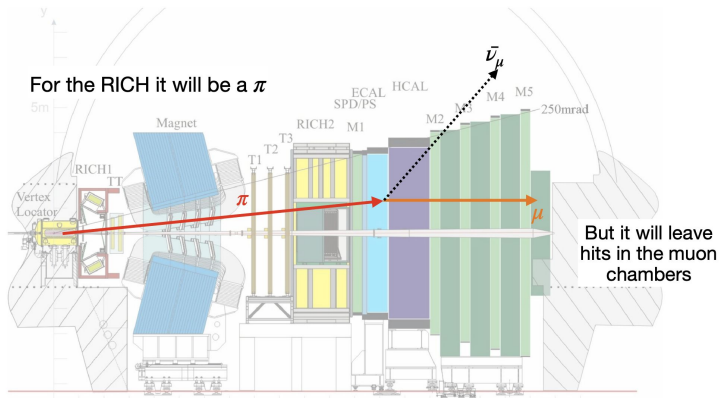 y
ν̄μ
For the RICH it will be a π
5m
ECAL HCAL
SPD/PS
Magnet
RICH2 M1
M2 M3 M4 M5
250mrad
T1 T2 T3
RICH1
TT
Vertex
Locator
π
μ
But it will leave
hits in the muon
chambers